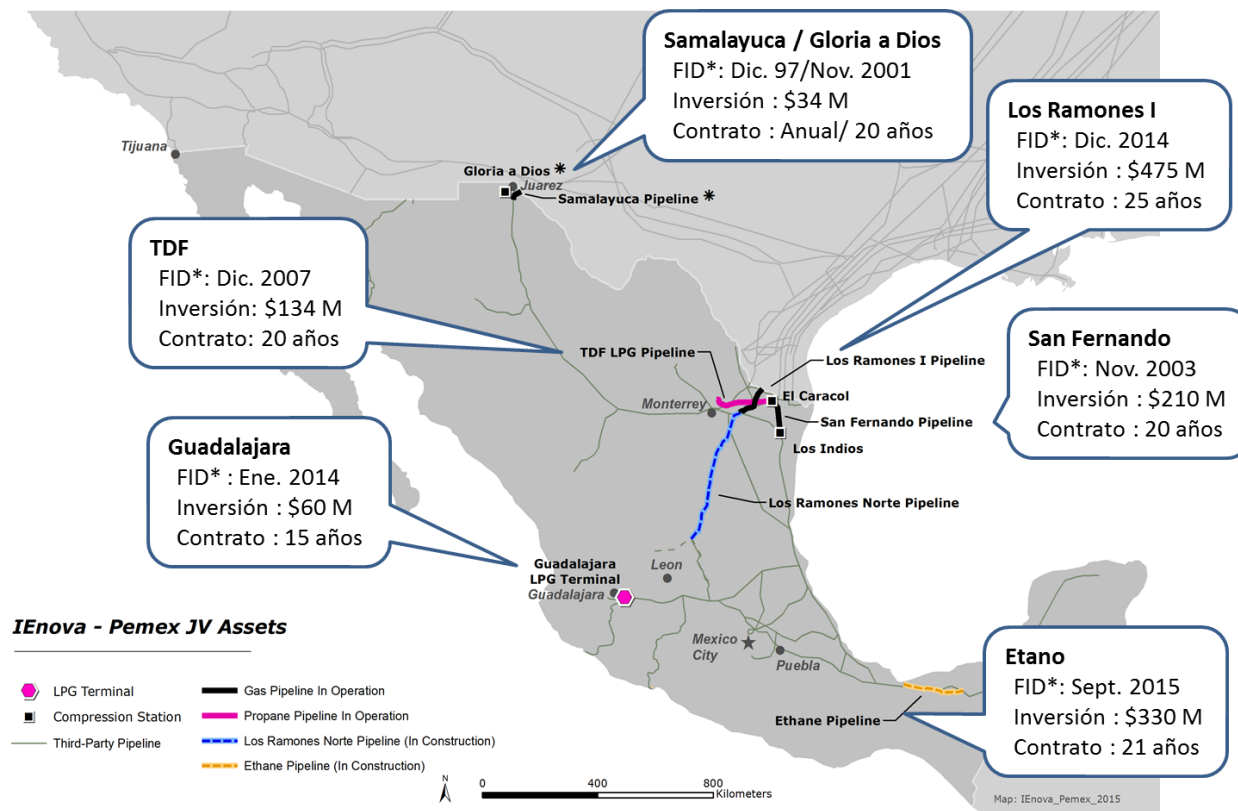 Samalayuca / Gloria a Dios
FID*: Dic. 97/Nov. 2001
Inversión : $34 M
Contrato : Anual/ 20 años
Los Ramones I
FID*: Dic. 2014
Inversión : $475 M
Contrato : 25 años
Tijuana
Gloria a Dios *
Juarez
Samalayuca Pipeline *
TDF
FID*: Dic. 2007
Inversión: $134 M
Contrato: 20 años
TDF LPG Pipeline
Los Ramones I Pipeline
El Caracol
Monterrey
San Fernando Pipeline
Los Indios
San Fernando
FID*: Nov. 2003
Inversión : $210 M
Contrato : 20 años
Guadalajara
FID* : Ene. 2014
Inversión : $60 M
Contrato : 15 años
Los Ramones Norte Pipeline
Guadalajara
LPG Terminal
Guadalajara
Leon
Mexico
City
Puebla
Ethane Pipeline
Etano
FID*: Sept. 2015
Inversión : $330 M
Contrato : 21 años
IEnova - Pemex JV Assets
LPG Terminal
Compression Station
Third-Party Pipeline
Gas Pipeline In Operation
Propane Pipeline In Operation
Los Ramones Norte Pipeline (In Construction)
Ethane Pipeline (In Construction)
N
0 400 800
Kilometers
Map: IEnova_Pemex_2015